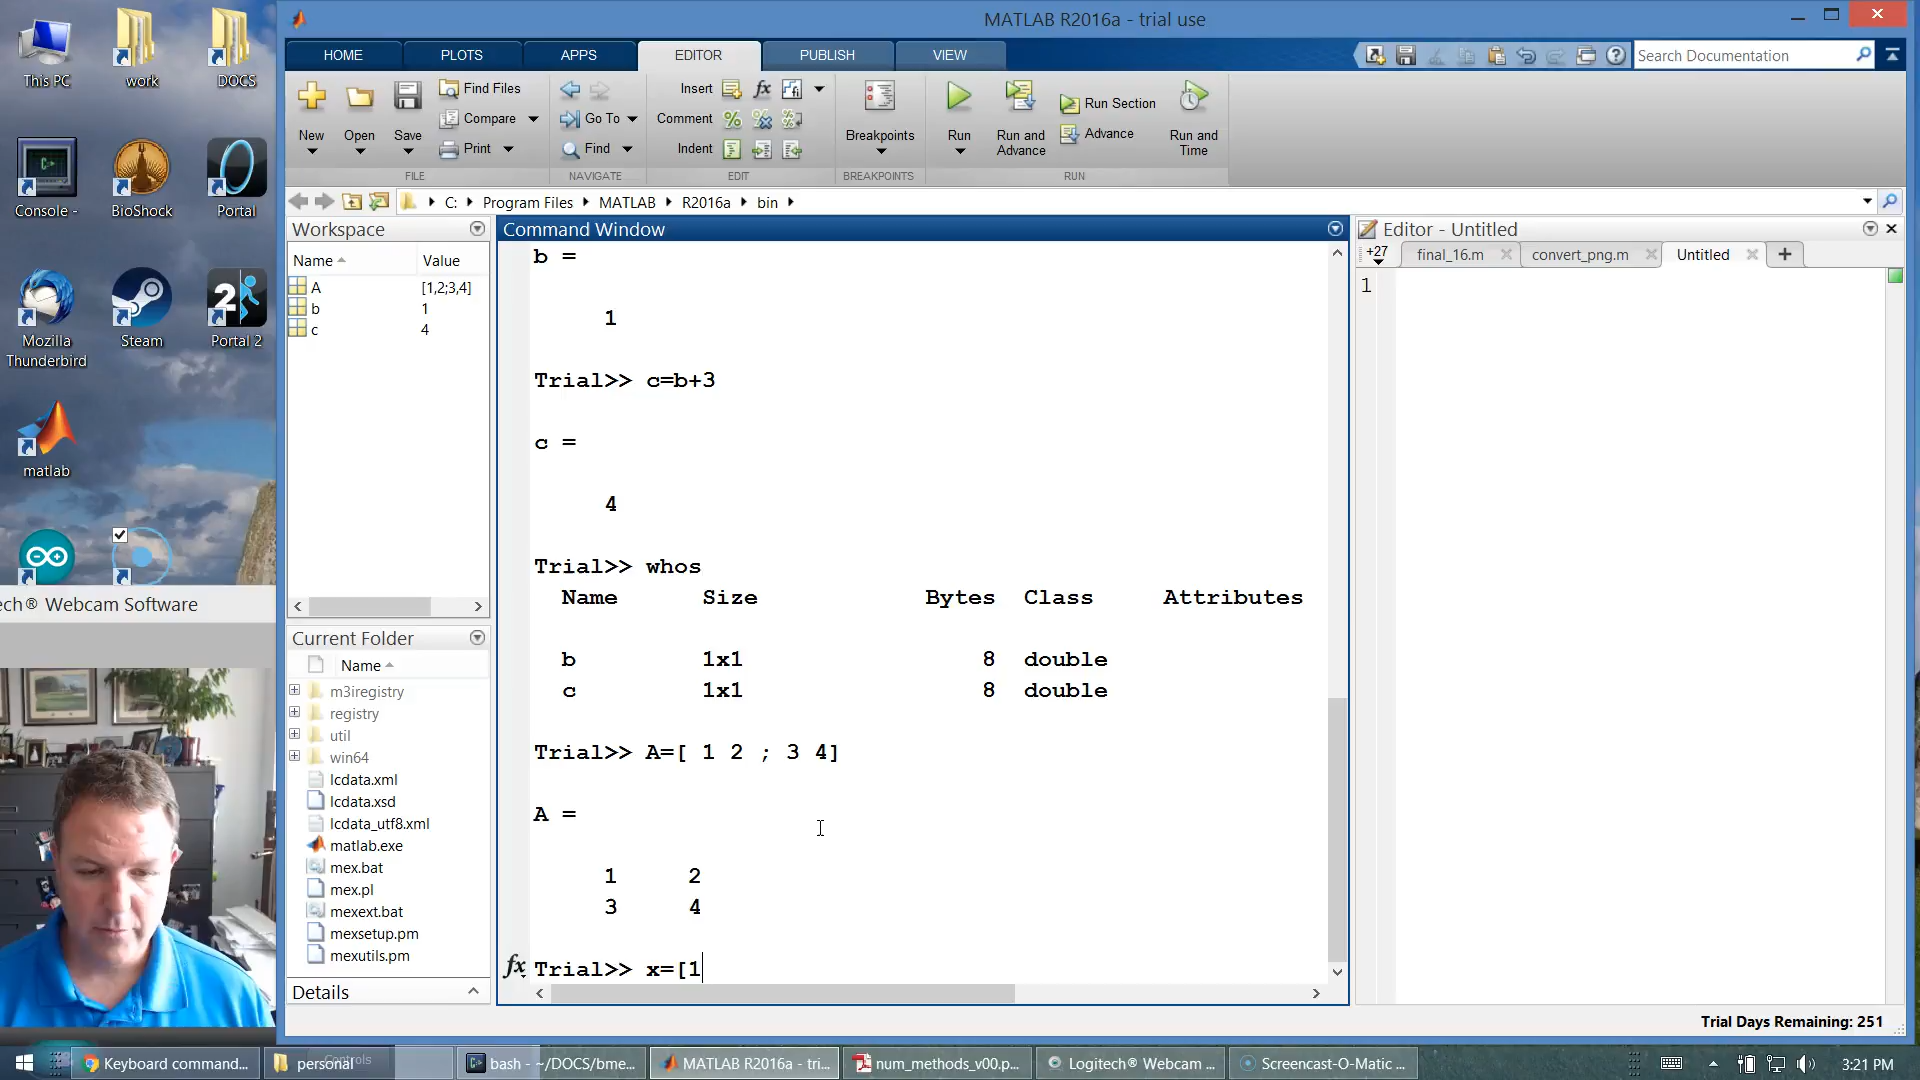 MATLAB R2016a - trial use
This PC
work
DOCS
Console -
BioShock
Portal
Mozilla Thunderbird
Steam
Portal 2
matlab
ech® Webcam Software
HOME
PLOTS
APPS
EDITOR
PUBLISH
VIEW
Search Documentation
New
Open
Save
Find Files
Compare
Print
Go To
Find
Insert
Comment
Indent
Breakpoints
Run
Run and Advance
Run Section
Advance
Run and Time
FILE
NAVIGATE
EDIT
BREAKPOINTS
RUN
C:
Program Files
MATLAB
R2016a
bin
Workspace
Name
Value
A [1,2;3,4]
b 1
c 4
Current Folder
Name
m3iregistry
registry
util
win64
lcdata.xml
lcdata.xsd
lcdata_utf8.xml
matlab.exe
mex.bat
mex.pl
mexext.bat
mexsetup.pm
mexutils.pm
Details
Command Window
b =
1
Trial>> c=b+3
c =
4
Trial>> whos
Name Size Bytes Class Attributes
b 1x1 8 double
c 1x1 8 double
Trial>> A=[ 1 2 ; 3 4]
A =
1 2
3 4
fx Trial>> x=[1
Editor - Untitled
+27
final_16.m
convert_png.m
Untitled
1
Trial Days Remaining: 251
Keyboard command...
personal
Controls
bash - ~/DOCS/bme...
MATLAB R2016a - tri...
num_methods_v00.p...
Logitech® Webcam ...
Screencast-O-Matic ...
3:21 PM